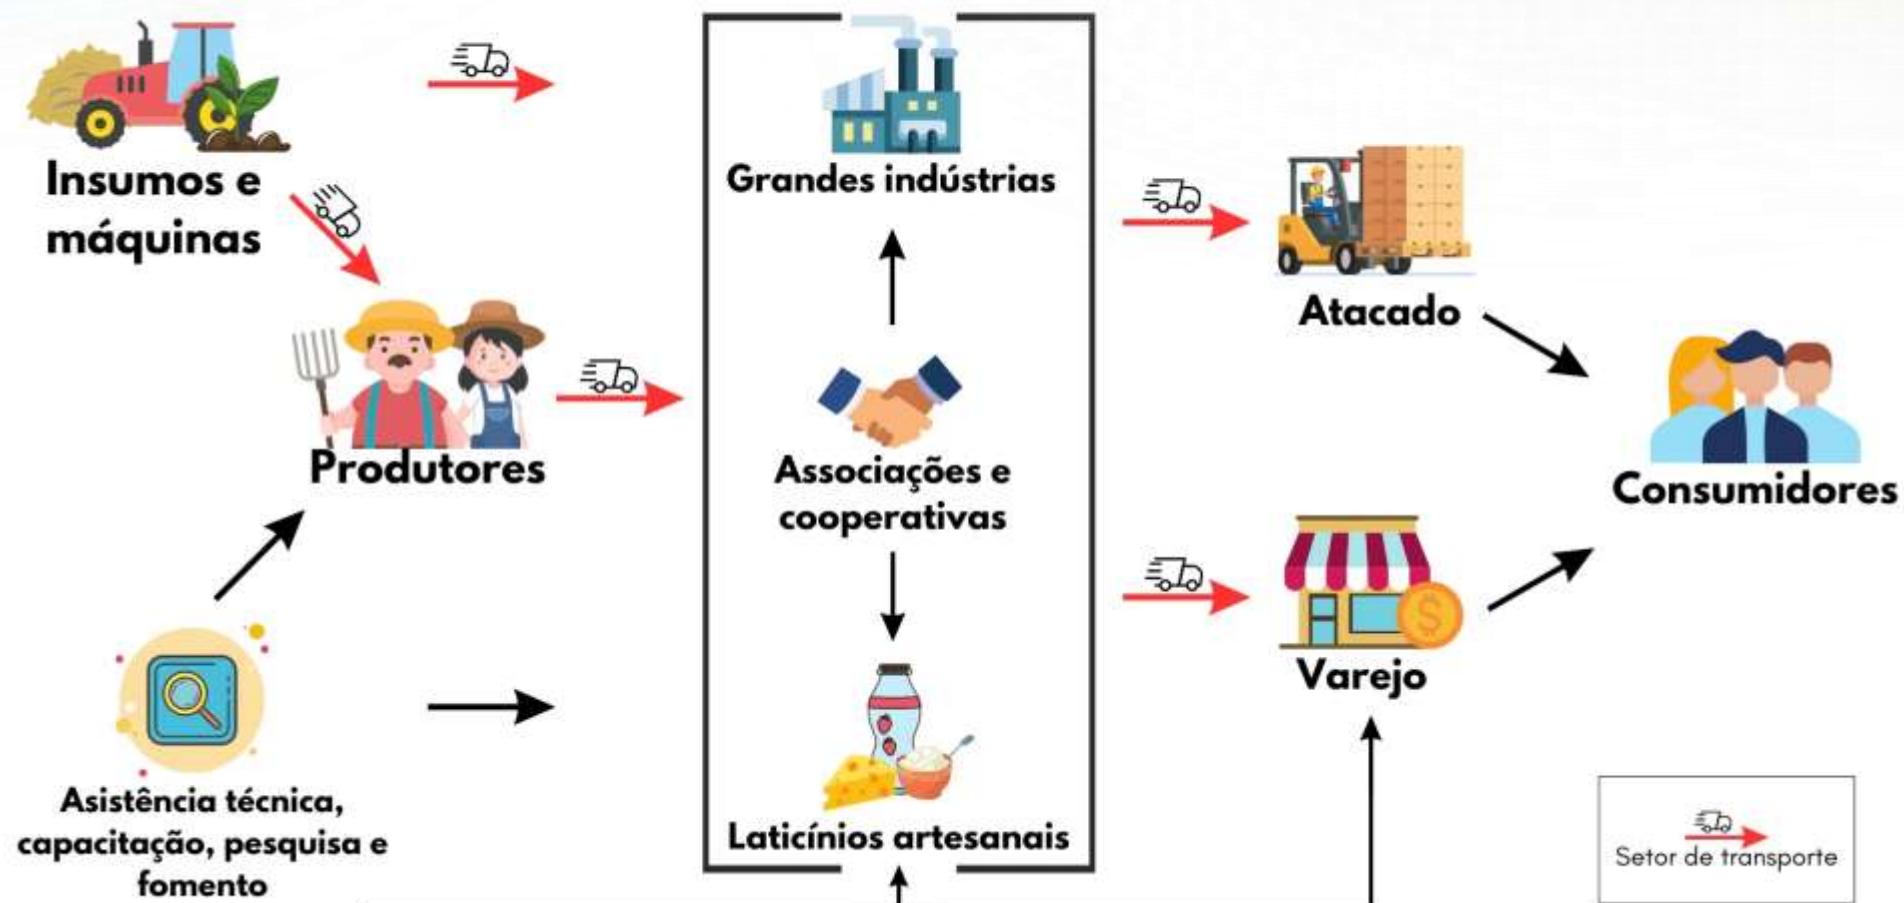 Insumos e
máquinas
Produtores
Asistência técnica,
capacitação, pesquisa e
fomento
Grandes indústrias
Associações e
cooperativas
Laticínios artesanais
Atacado
Varejo
Consumidores
Setor de transporte